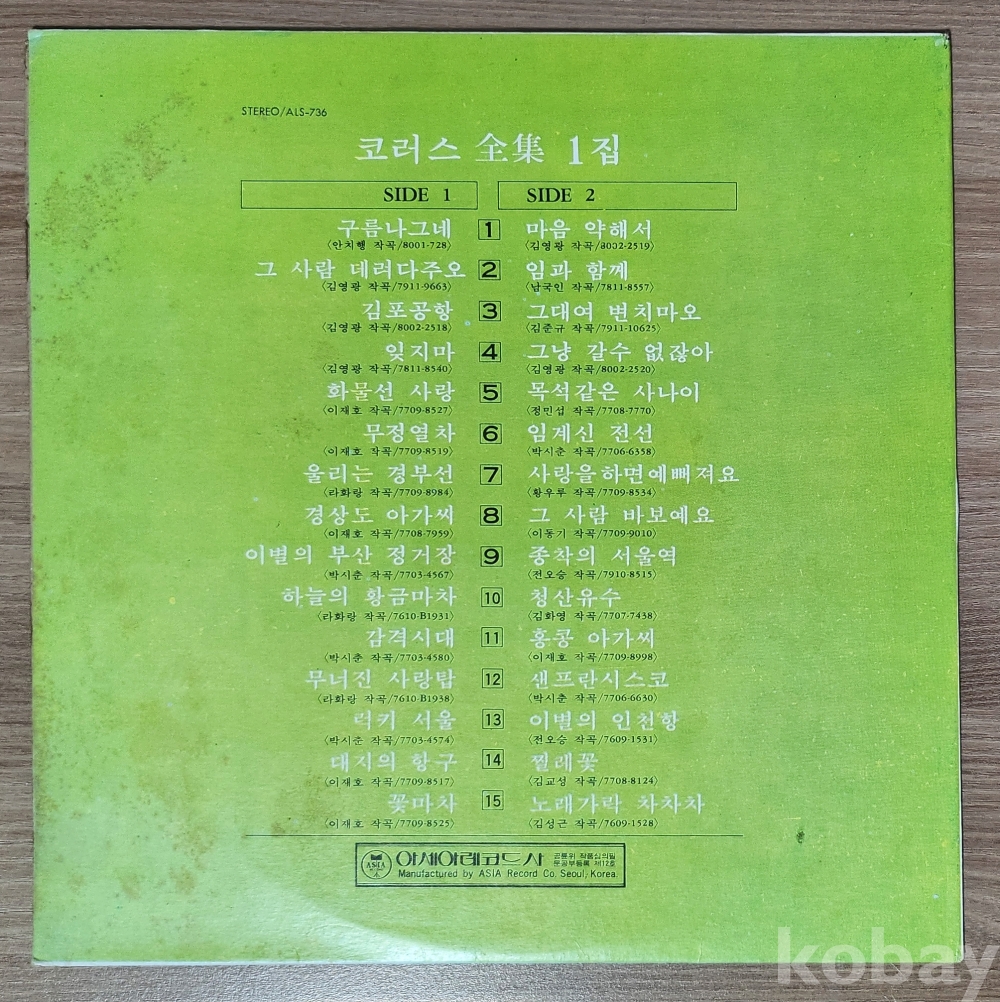 STEREO/ALS-736
코러스 全集 1집
SIDE 1
구름나그네 1
〈안치행 작곡/8001-728〉
그 사람 데려다주오 2
〈김영광 작곡/7911-9663〉
김포공항 3
〈김영광 작곡/8002-2518〉
잊지마 4
〈김영광 작곡/7811-8540〉
화물선 사랑 5
〈이재호 작곡/7709-8527〉
무정열차 6
〈이재호 작곡/7709-8519〉
울리는 경부선 7
〈라화랑 작곡/7709-8984〉
경상도 아가씨 8
〈이재호 작곡/7708-7959〉
이별의 부산 정거장 9
〈박시춘 작곡/7703-4567〉
하늘의 황금마차 10
〈라화랑 작곡/7610-B1931〉
감격시대 11
〈박시춘 작곡/7703-4580〉
무너진 사랑탑 12
〈라화랑 작곡/7610-B1938〉
럭키 서울 13
〈박시춘 작곡/7703-4574〉
대지의 항구 14
〈이재호 작곡/7709-8517〉
꽃마차 15
〈이재호 작곡/7709-8525〉
SIDE 2
마음 약해서
〈김영광 작곡/8002-2519〉
임과 함께
〈남국인 작곡/7811-8557〉
그대여 변치마오
〈김준규 작곡/7911-10625〉
그냥 갈수 없잖아
〈김영광 작곡/8002-2520〉
목석같은 사나이
〈정민섭 작곡/7708-7770〉
임계신 전선
〈박시춘 작곡/7706-6358〉
사랑을하면예뻐져요
〈황우루 작곡/7709-8534〉
그 사람 바보예요
〈이동기 작곡/7709-9010〉
종착의 서울역
〈전오승 작곡/7910-8515〉
청산유수
〈김화영 작곡/7707-7438〉
홍콩 아가씨
〈이재호 작곡/7709-8998〉
샌프란시스코
〈박시춘 작곡/7706-6630〉
이별의 인천항
〈전오승 작곡/7609-1531〉
찔레꽃
〈김교성 작곡/7708-8124〉
노래가락 차차차
〈김성근 작곡/7609-1528〉
ASIA
아세아레코드사
공륜위 작품심의필
문공부등록 제12호
Manufactured by ASIA Record Co. Seoul, Korea.
kobay